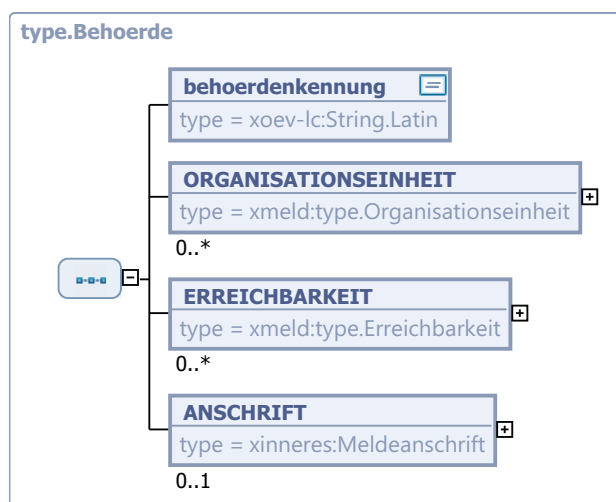 type.Behoerde
behoerdenkennung
type = xoev-lc:String.Latin
ORGANISATIONSEINHEIT
type = xmeld:type.Organisationseinheit
0..*
ERREICHBARKEIT
type = xmeld:type.Erreichbarkeit
0..*
ANSCHRIFT
type = xinneres:Meldeanschrift
0..1